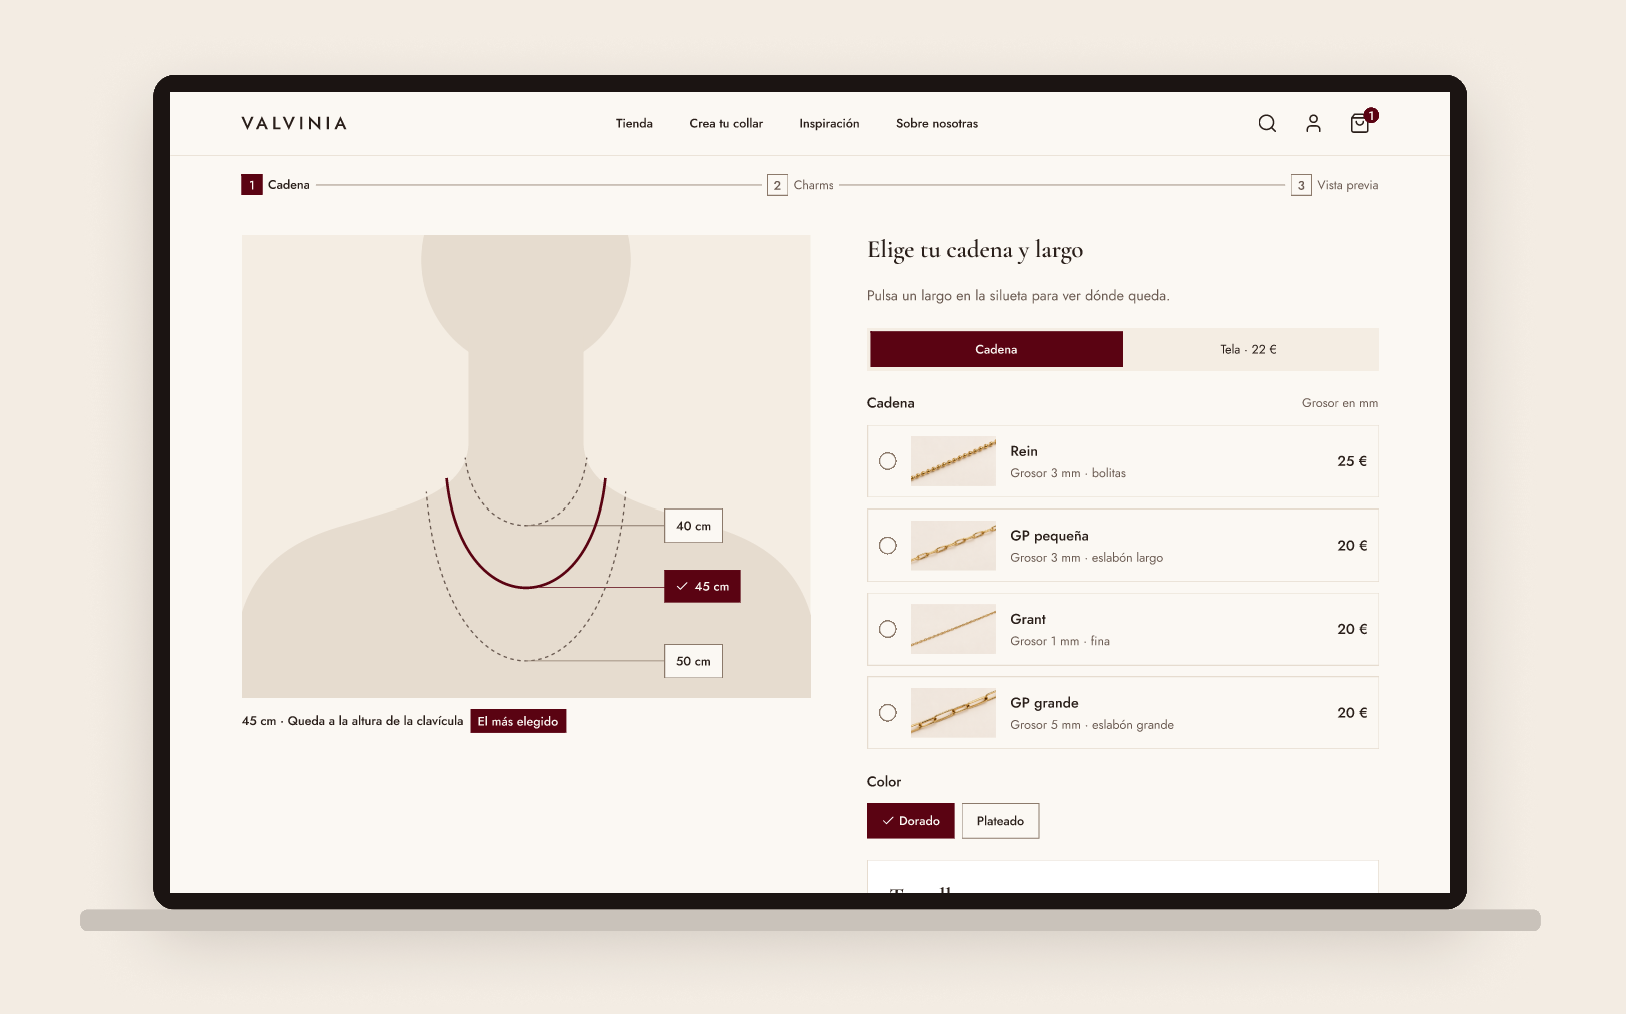 VALVINIA
Tienda
Crea tu collar
Inspiración
Sobre nosotras
1
1 Cadena
2 Charms
3 Vista previa
40 cm
45 cm
50 cm
45 cm · Queda a la altura de la clavícula
El más elegido
Elige tu cadena y largo
Pulsa un largo en la silueta para ver dónde queda.
Cadena
Tela · 22 €
Cadena
Grosor en mm
Rein
Grosor 3 mm · bolitas
25 €
GP pequeña
Grosor 3 mm · eslabón largo
20 €
Grant
Grosor 1 mm · fina
20 €
GP grande
Grosor 5 mm · eslabón grande
20 €
Color
Dorado
Plateado